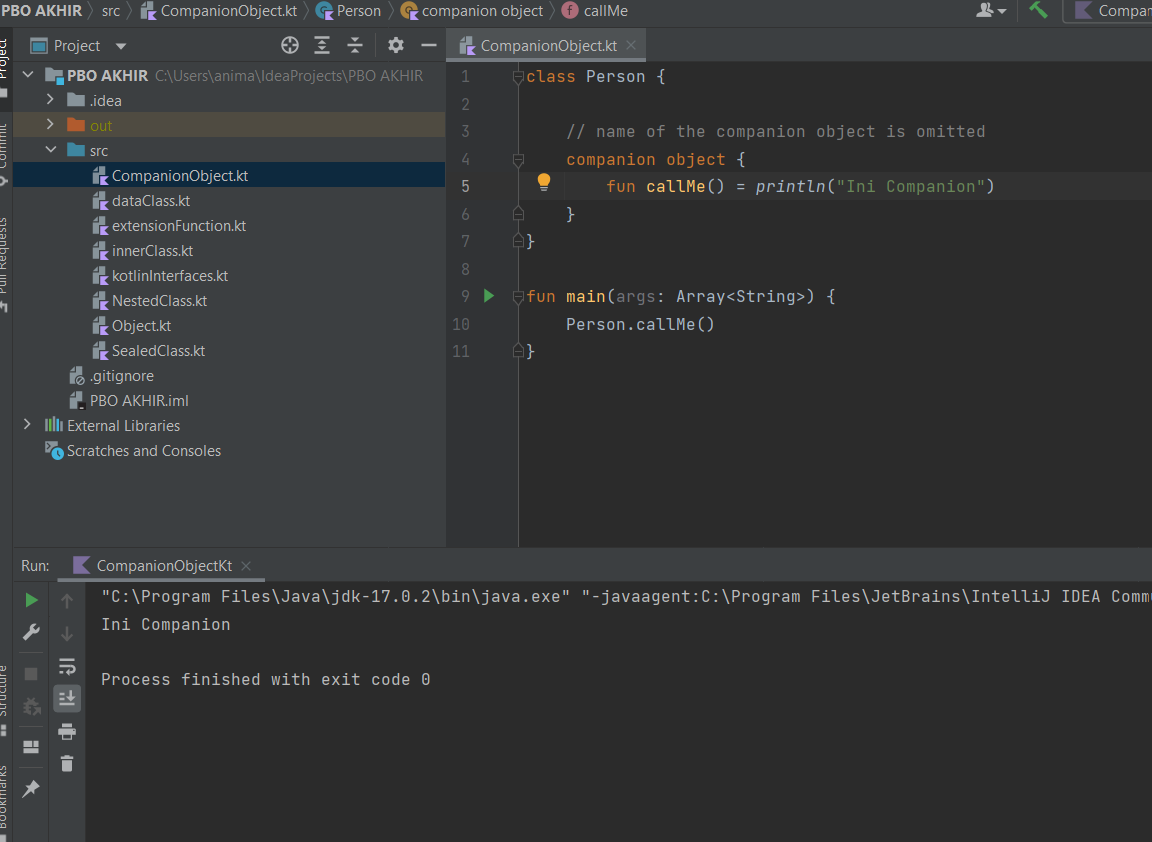 PBO AKHIR src CompanionObject.kt Person companion object callMe
Project
CompanionObject.kt
Project
PBO AKHIR C:\Users\anima\IdeaProjects\PBO AKHIR
.idea
out
src
CompanionObject.kt
dataClass.kt
extensionFunction.kt
innerClass.kt
kotlinInterfaces.kt
NestedClass.kt
Object.kt
SealedClass.kt
.gitignore
PBO AKHIR.iml
External Libraries
Scratches and Consoles
Commit
Pull Requests
1 class Person {
2
3 // name of the companion object is omitted
4 companion object {
5 fun callMe() = println("Ini Companion")
6 }
7 }
8
9 fun main(args: Array<String>) {
10 Person.callMe()
11 }
Run: CompanionObjectKt
"C:\Program Files\Java\jdk-17.0.2\bin\java.exe" "-javaagent:C:\Program Files\JetBrains\IntelliJ IDEA Comm
Ini Companion
Process finished with exit code 0
Structure
Bookmarks